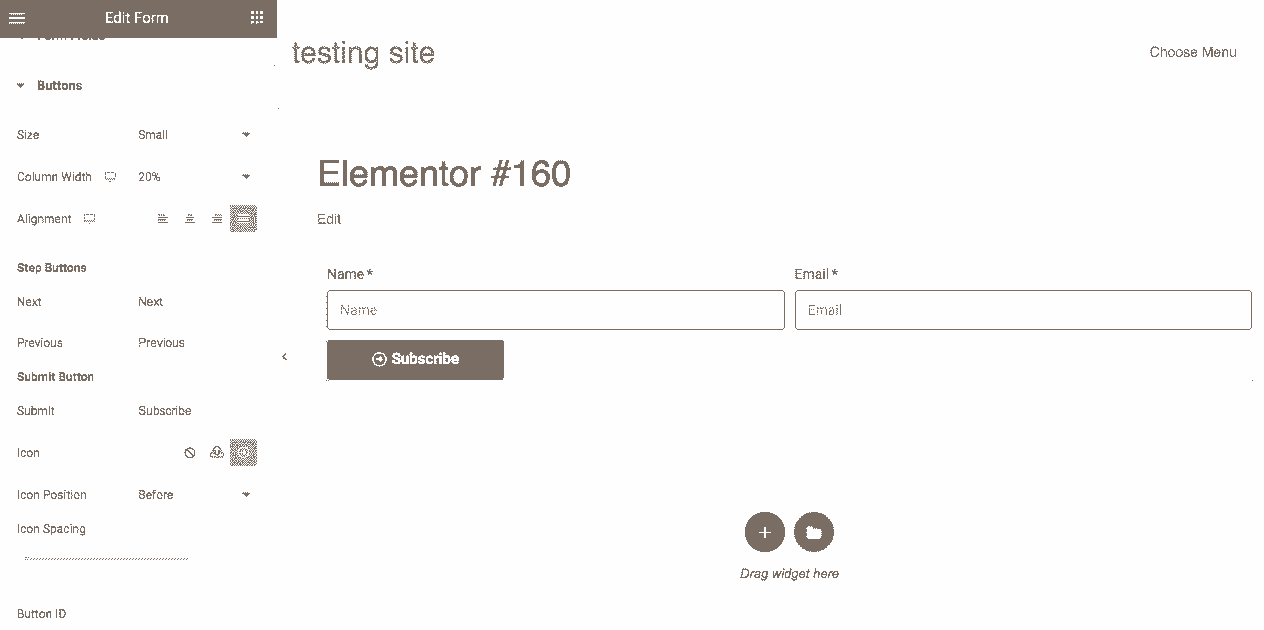 Edit Form
Form Fields
testing site
Choose Menu
Buttons
Size Small
Column Width 20%
Alignment
Step Buttons
Next Next
Previous Previous
Submit Button
Submit Subscribe
Icon
Icon Position Before
Icon Spacing
Button ID
Elementor #160
Edit
Name* Email*
Name Email
Subscribe
Drag widget here